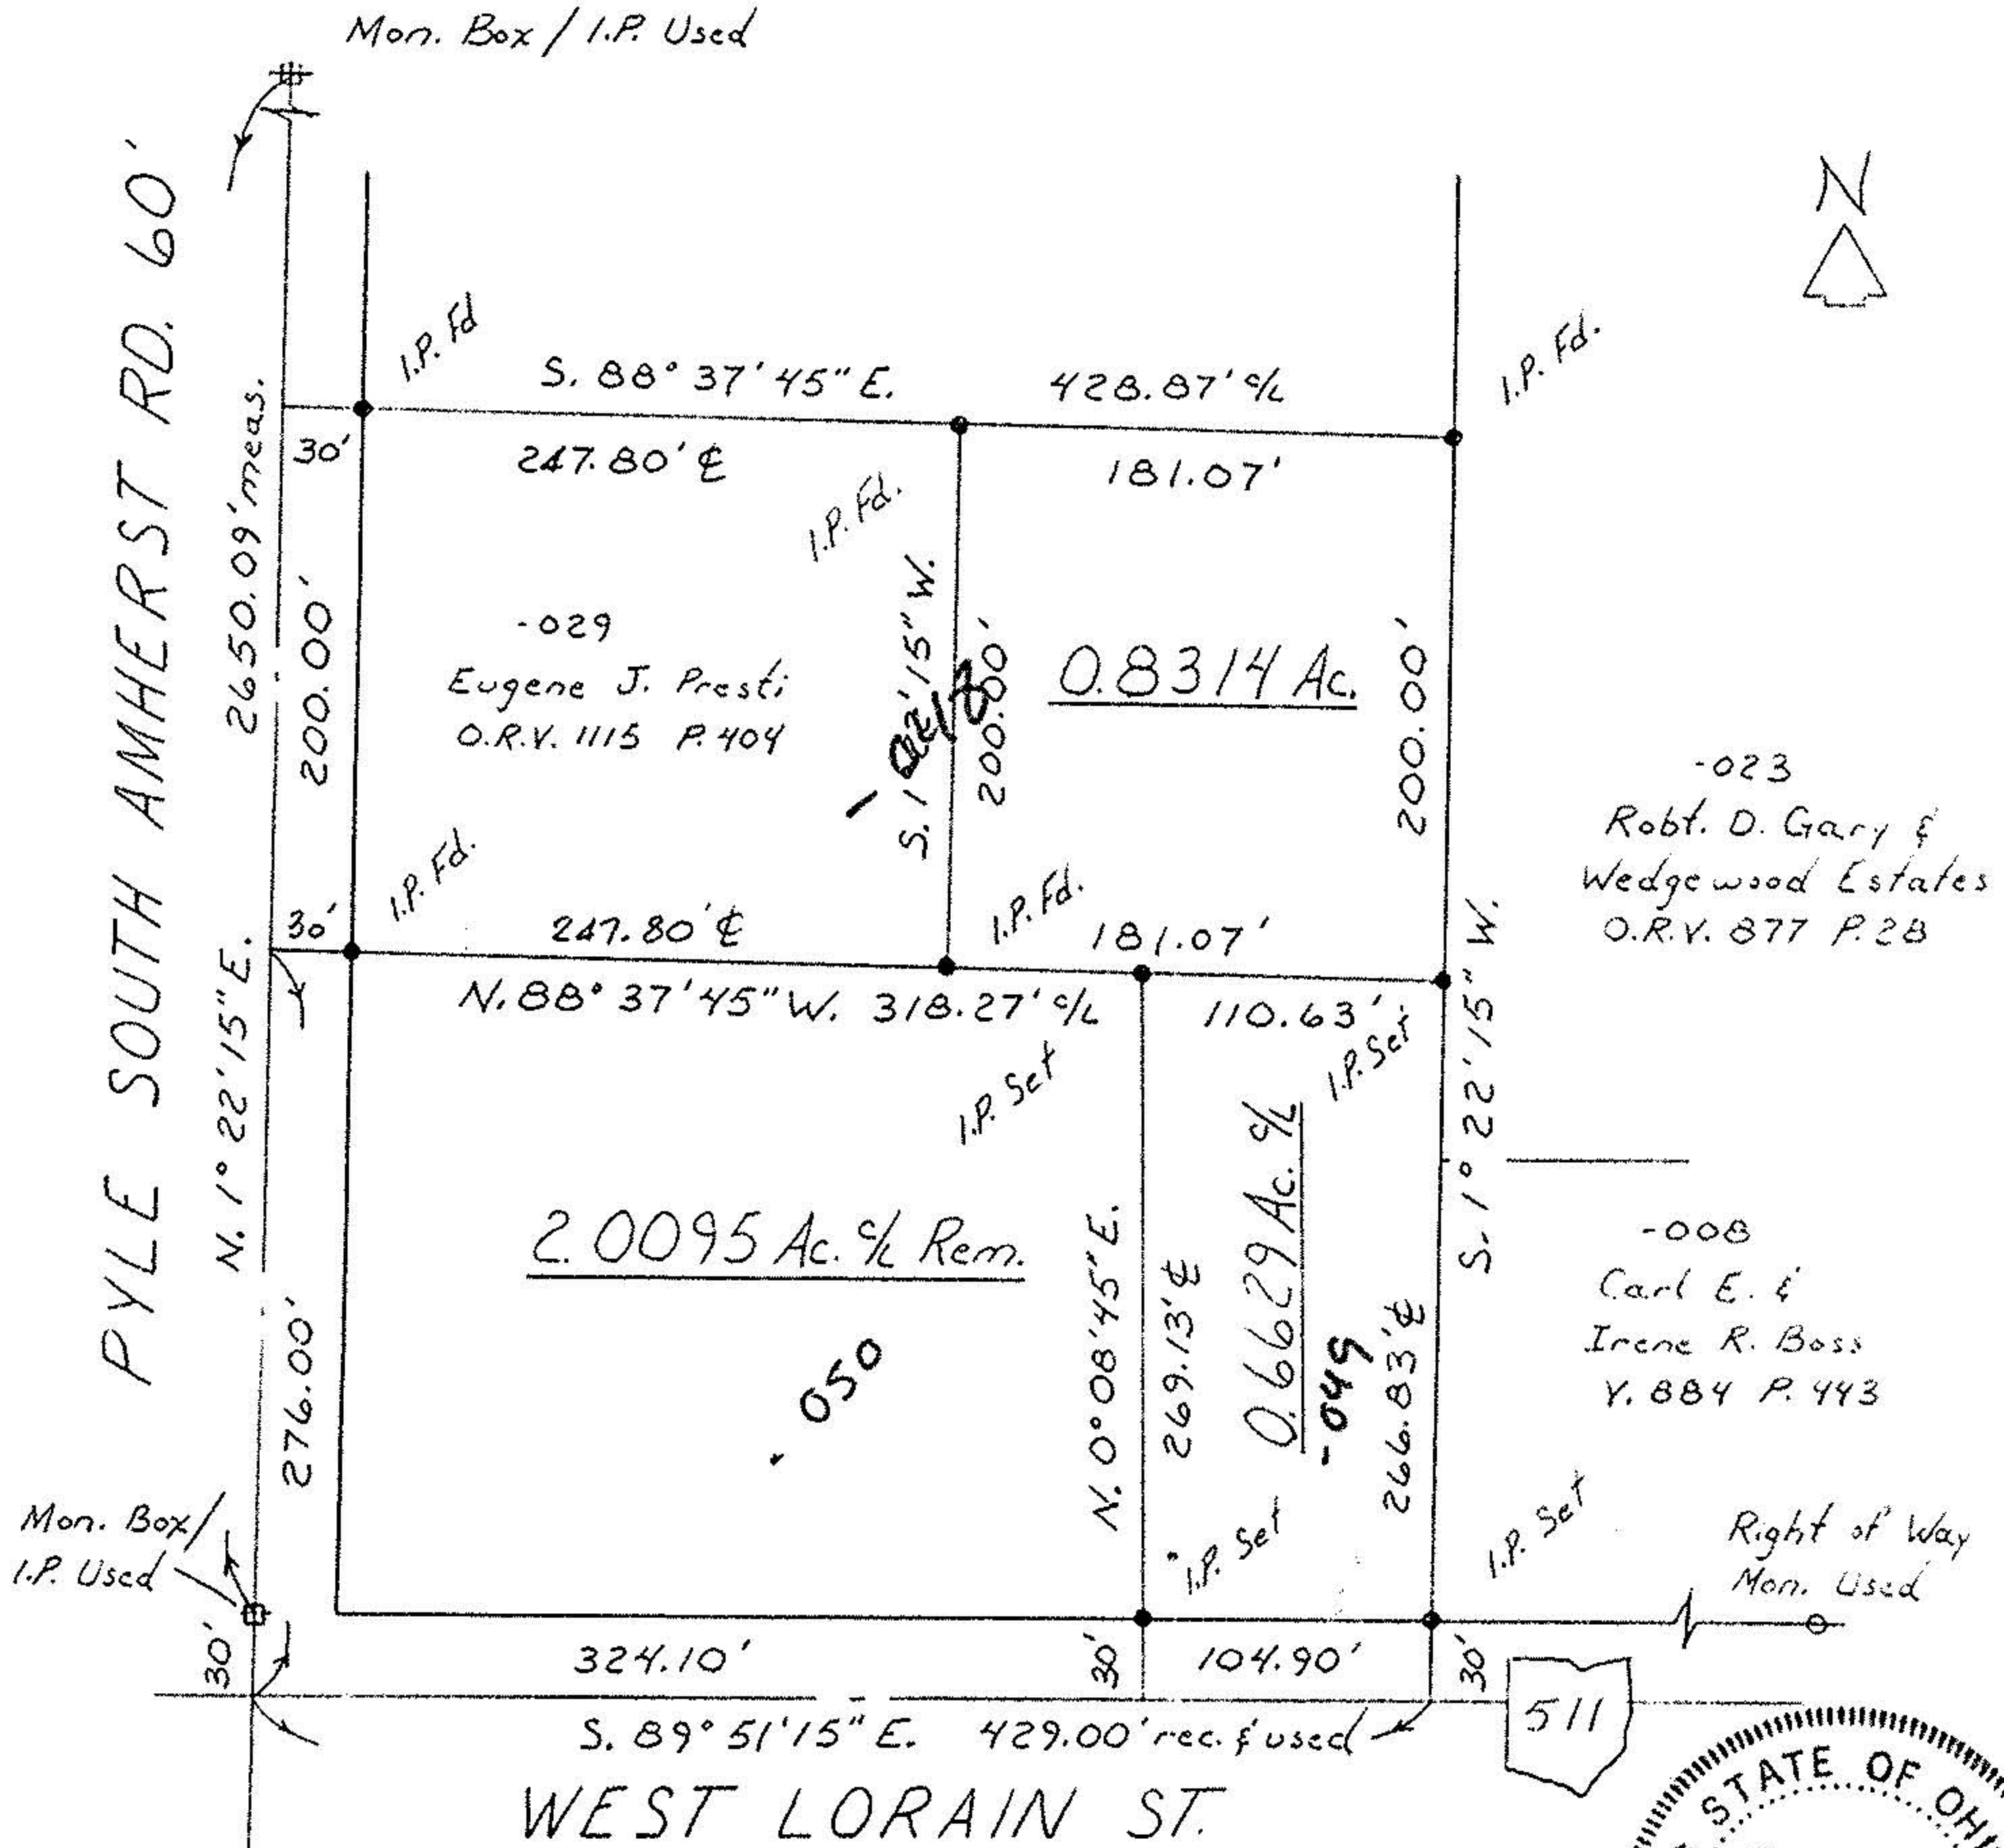 Mon. Box / I.P. Used
N
PYLE SOUTH AMHERST RD. 60'
2650.09' meas.
N. 1° 22' 15" E.
I.P. Fd
S. 88° 37' 45" E. 428.87' c/L
I.P. Fd.
30'
247.80' ℄
181.07'
I.P. Fd.
200.00'
-029
Eugene J. Presti
O.R.V. 1115 P. 404
S. 1° 22' 15" W.
200.00'
0.8314 Ac.
200.00'
-023
Robt. D. Gary &
Wedgewood Estates
O.R.V. 877 P. 28
I.P. Fd.
30'
247.80' ℄
I.P. Fd.
181.07'
N. 88° 37' 45" W. 318.27' c/L
110.63'
S. 1° 22' 15" W.
I.P. Set
I.P. Set
2.0095 Ac. c/L Rem.
- 050
N. 0° 08' 45" E.
269.13' ℄
0.6629 Ac. c/L
-049
266.83' ℄
-008
Carl E. &
Irene R. Boss
V. 884 P. 443
276.00'
Mon. Box /
I.P. Used
I.P. Set
I.P. Set
Right of Way
Mon. Used
30'
324.10'
30'
104.90'
30'
511
S. 89° 51' 15" E. 429.00' rec. & used
WEST LORAIN ST.
STATE OF